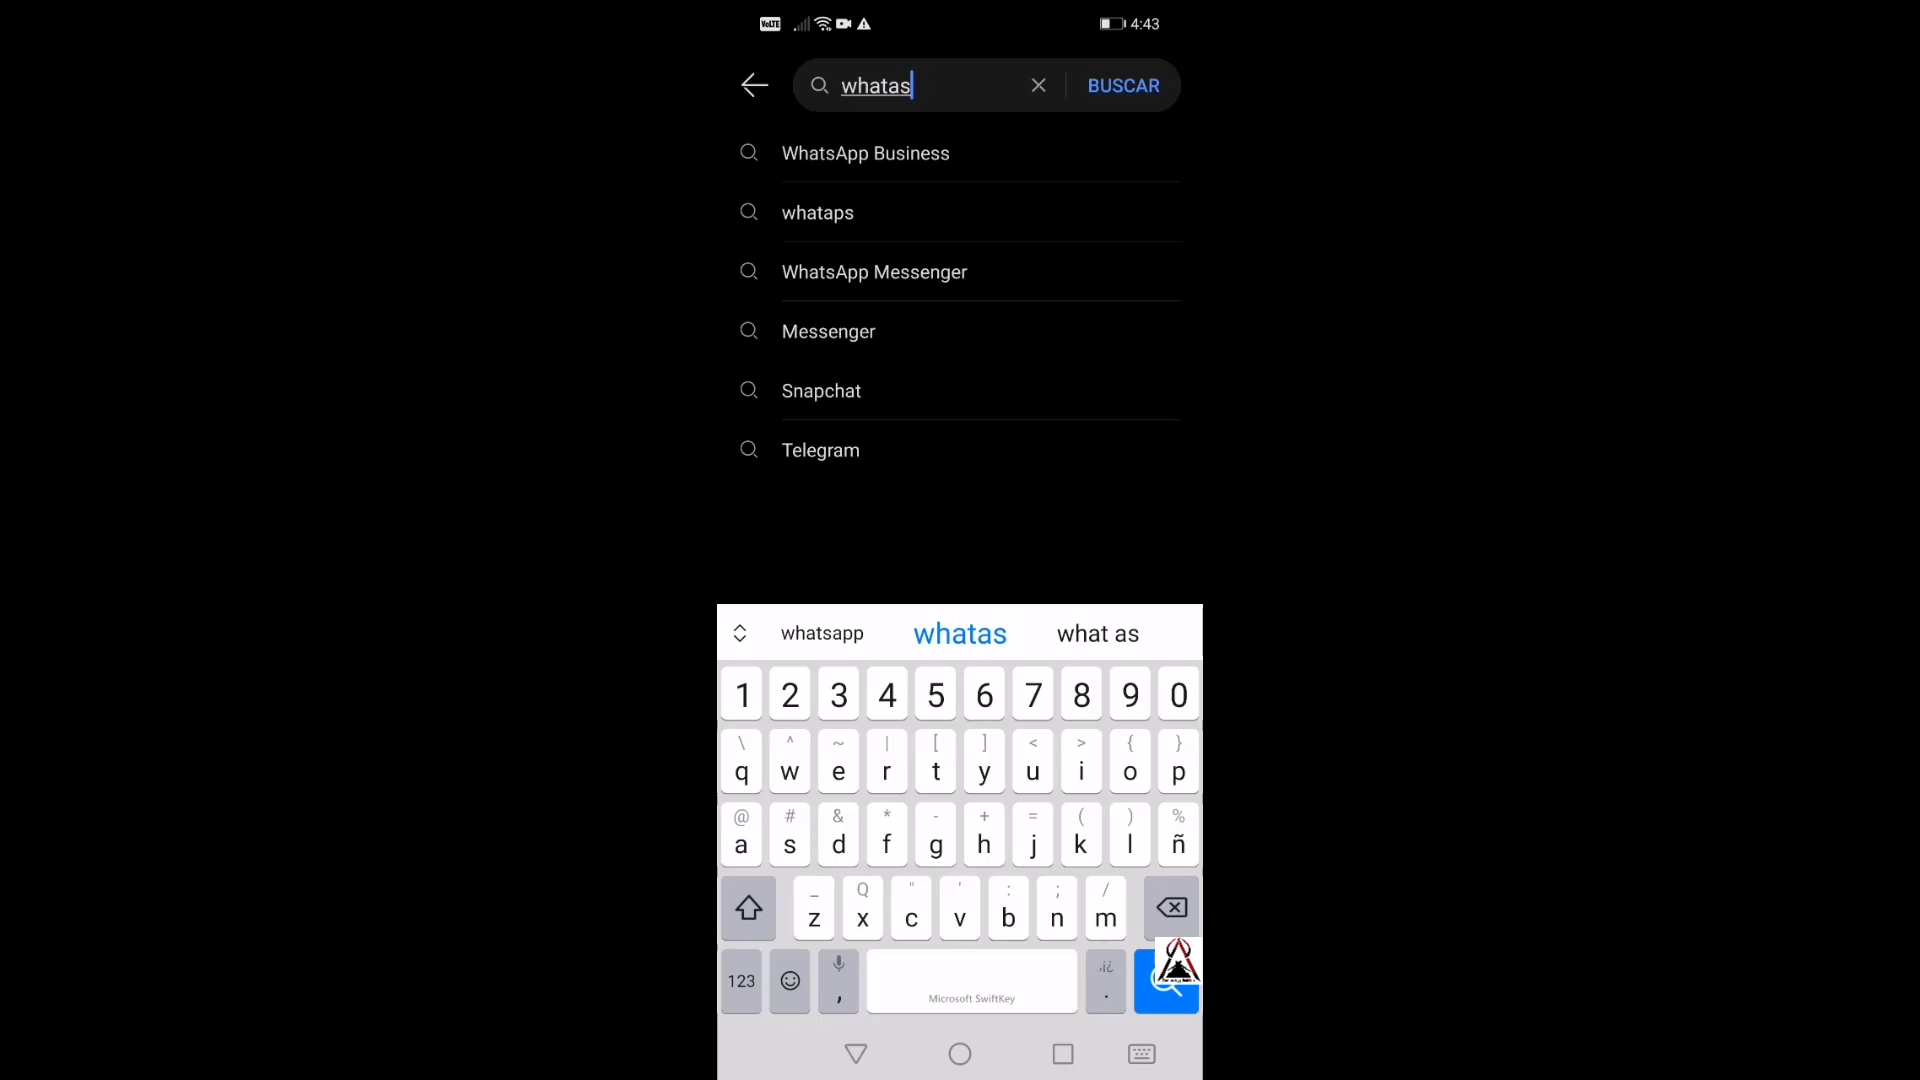 VoLTE 4:43
whatas BUSCAR
WhatsApp Business
whataps
WhatsApp Messenger
Messenger
Snapchat
Telegram
whatsapp whatas what as
1 2 3 4 5 6 7 8 9 0
\ ^ ~ | [ ] < > { }
q w e r t y u i o p
@ # & * - + = ( ) %
a s d f g h j k l ñ
_ Q " ' : ; /
z x c v b n m
123 , Microsoft SwiftKey .